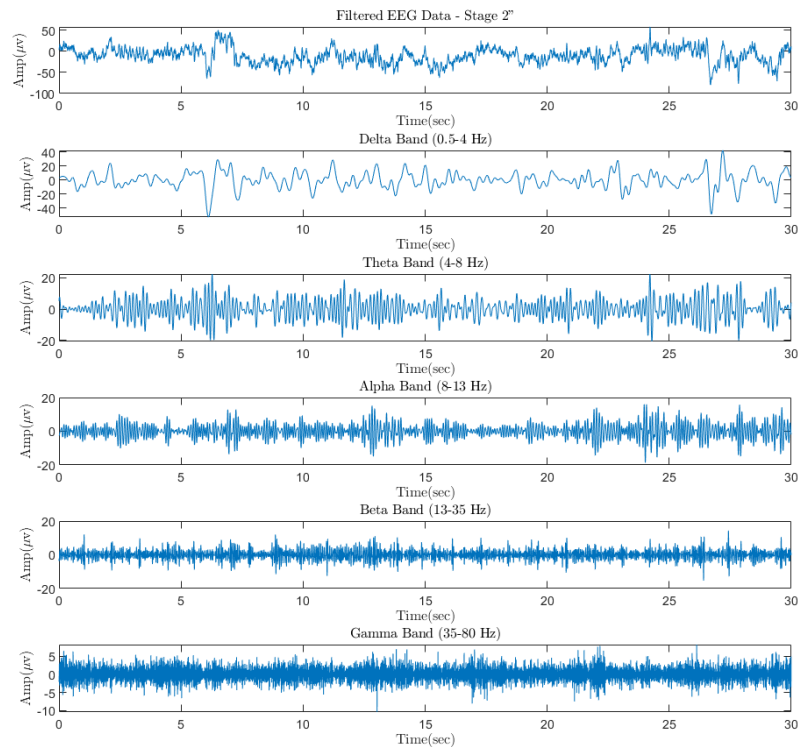 Filtered EEG Data - Stage 2"
Amp(μv)
50
0
-50
-100
0 5 10 15 20 25 30
Time(sec)
Delta Band (0.5-4 Hz)
Amp(μv)
40
20
0
-20
-40
0 5 10 15 20 25 30
Time(sec)
Theta Band (4-8 Hz)
Amp(μv)
20
0
-20
0 5 10 15 20 25 30
Time(sec)
Alpha Band (8-13 Hz)
Amp(μv)
20
0
-20
0 5 10 15 20 25 30
Time(sec)
Beta Band (13-35 Hz)
Amp(μv)
20
0
-20
0 5 10 15 20 25 30
Time(sec)
Gamma Band (35-80 Hz)
Amp(μv)
5
0
-5
-10
0 5 10 15 20 25 30
Time(sec)